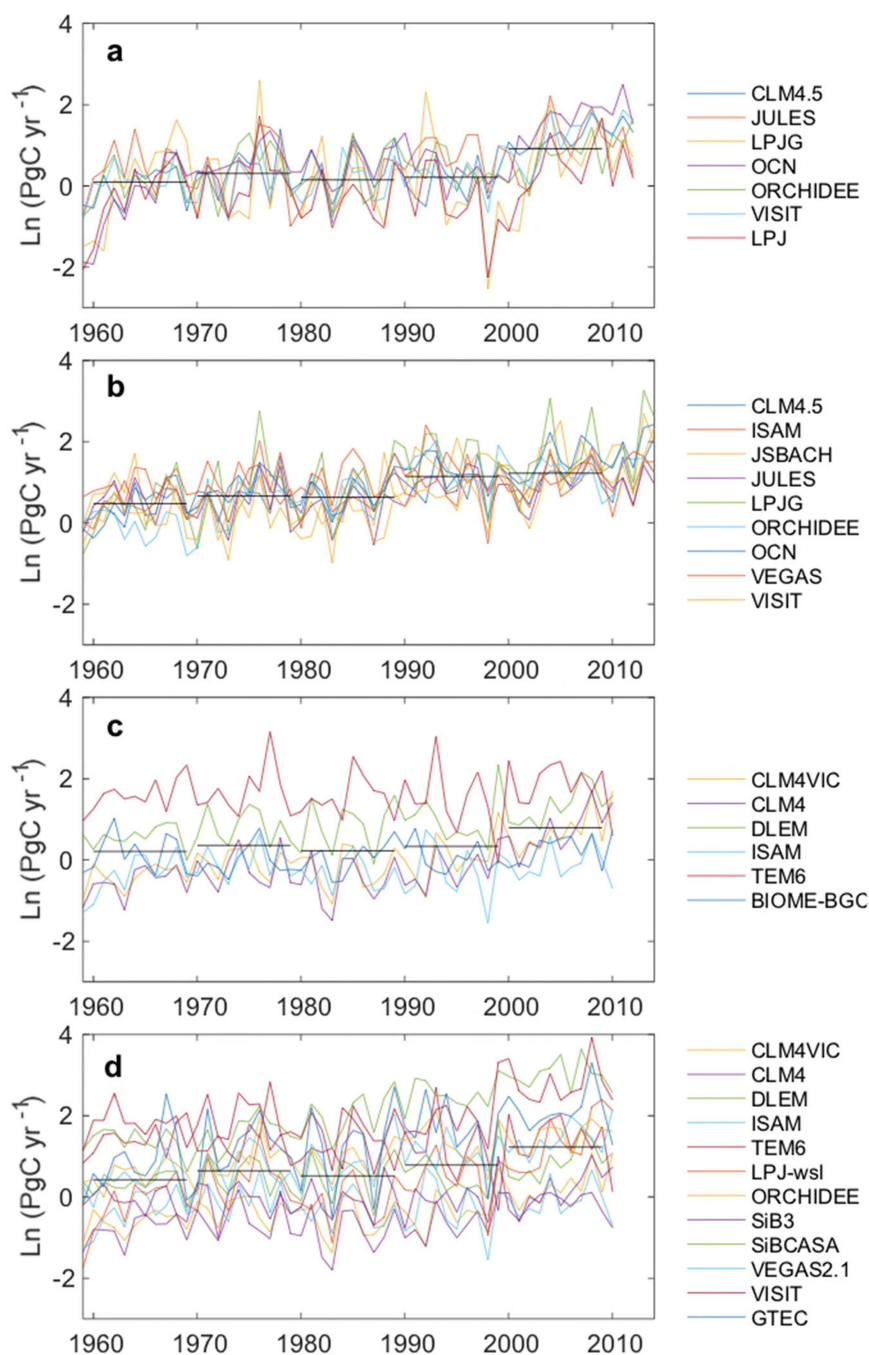 a
4
2
0
-2
Ln (PgC yr ⁻¹)
1960 1970 1980 1990 2000 2010
CLM4.5
JULES
LPJG
OCN
ORCHIDEE
VISIT
LPJ
b
4
2
0
-2
Ln (PgC yr ⁻¹)
1960 1970 1980 1990 2000 2010
CLM4.5
ISAM
JSBACH
JULES
LPJG
ORCHIDEE
OCN
VEGAS
VISIT
c
4
2
0
-2
Ln (PgC yr ⁻¹)
1960 1970 1980 1990 2000 2010
CLM4VIC
CLM4
DLEM
ISAM
TEM6
BIOME-BGC
d
4
2
0
-2
Ln (PgC yr ⁻¹)
1960 1970 1980 1990 2000 2010
CLM4VIC
CLM4
DLEM
ISAM
TEM6
LPJ-wsl
ORCHIDEE
SiB3
SiBCASA
VEGAS2.1
VISIT
GTEC